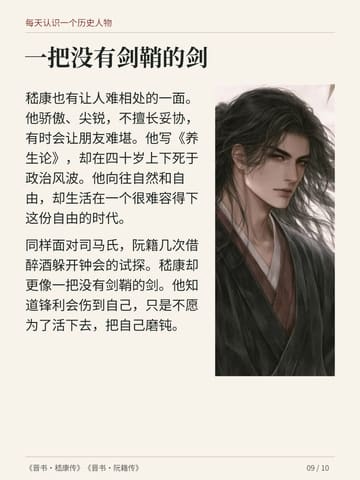 每天认识一个历史人物
一把没有剑鞘的剑
嵇康也有让人难相处的一面。
他骄傲、尖锐，不擅长妥协，
有时会让朋友难堪。他写《养
生论》，却在四十岁上下死于
政治风波。他向往自然和自
由，却生活在一个很难容得下
这份自由的时代。
同样面对司马氏，阮籍几次借
醉酒躲开钟会的试探。嵇康却
更像一把没有剑鞘的剑。他知
道锋利会伤到自己，只是不愿
为了活下去，把自己磨钝。
《晋书·嵇康传》《晋书·阮籍传》
09 / 10